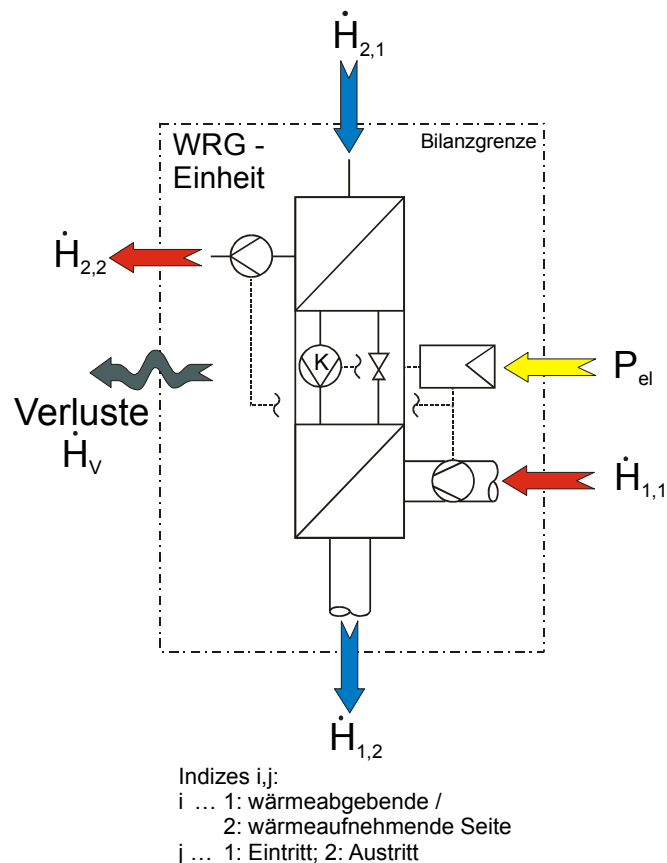 Ḣ2,1
WRG -
Einheit
Bilanzgrenze
Ḣ2,2
K
Pel
Verluste
ḢV
Ḣ1,1
Ḣ1,2
Indizes i,j:
i ... 1: wärmeabgebende /
2: wärmeaufnehmende Seite
j ... 1: Eintritt; 2: Austritt